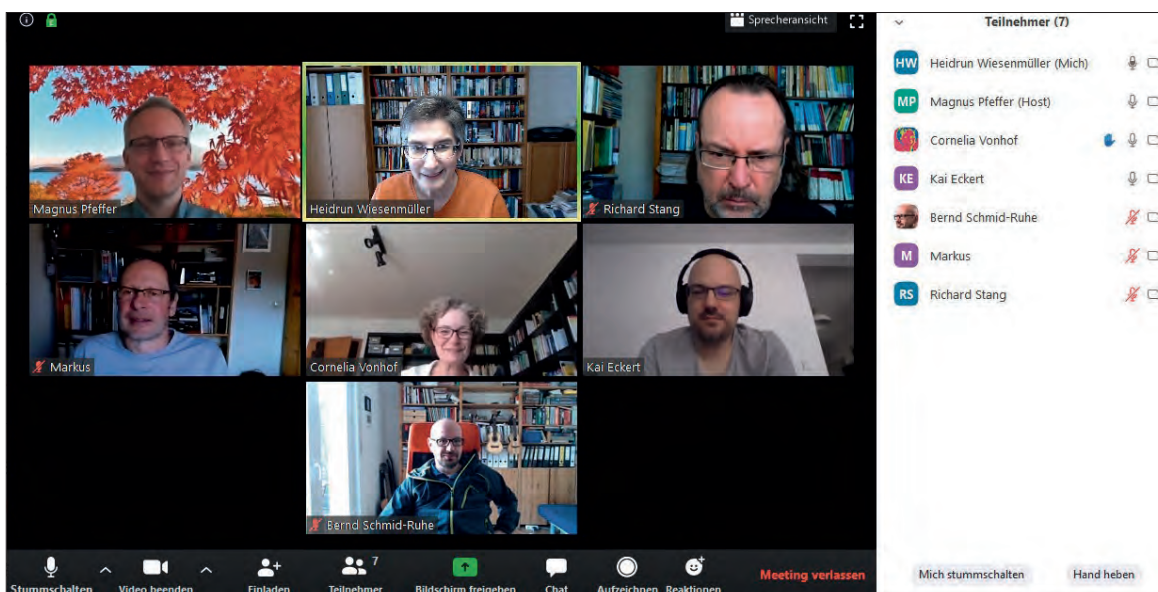 Sprecheransicht
Magnus Pfeffer
Heidrun Wiesenmüller
Richard Stang
Markus
Cornelia Vonhof
Kai Eckert
Bernd Schmid-Ruhe
Stummschalten
Video beenden
Einladen
7
Teilnehmer
Bildschirm freigeben
Chat
Aufzeichnen
Reaktionen
Meeting verlassen
Teilnehmer (7)
HW Heidrun Wiesenmüller (Mich)
MP Magnus Pfeffer (Host)
Cornelia Vonhof
KE Kai Eckert
Bernd Schmid-Ruhe
M Markus
RS Richard Stang
Mich stummschalten
Hand heben